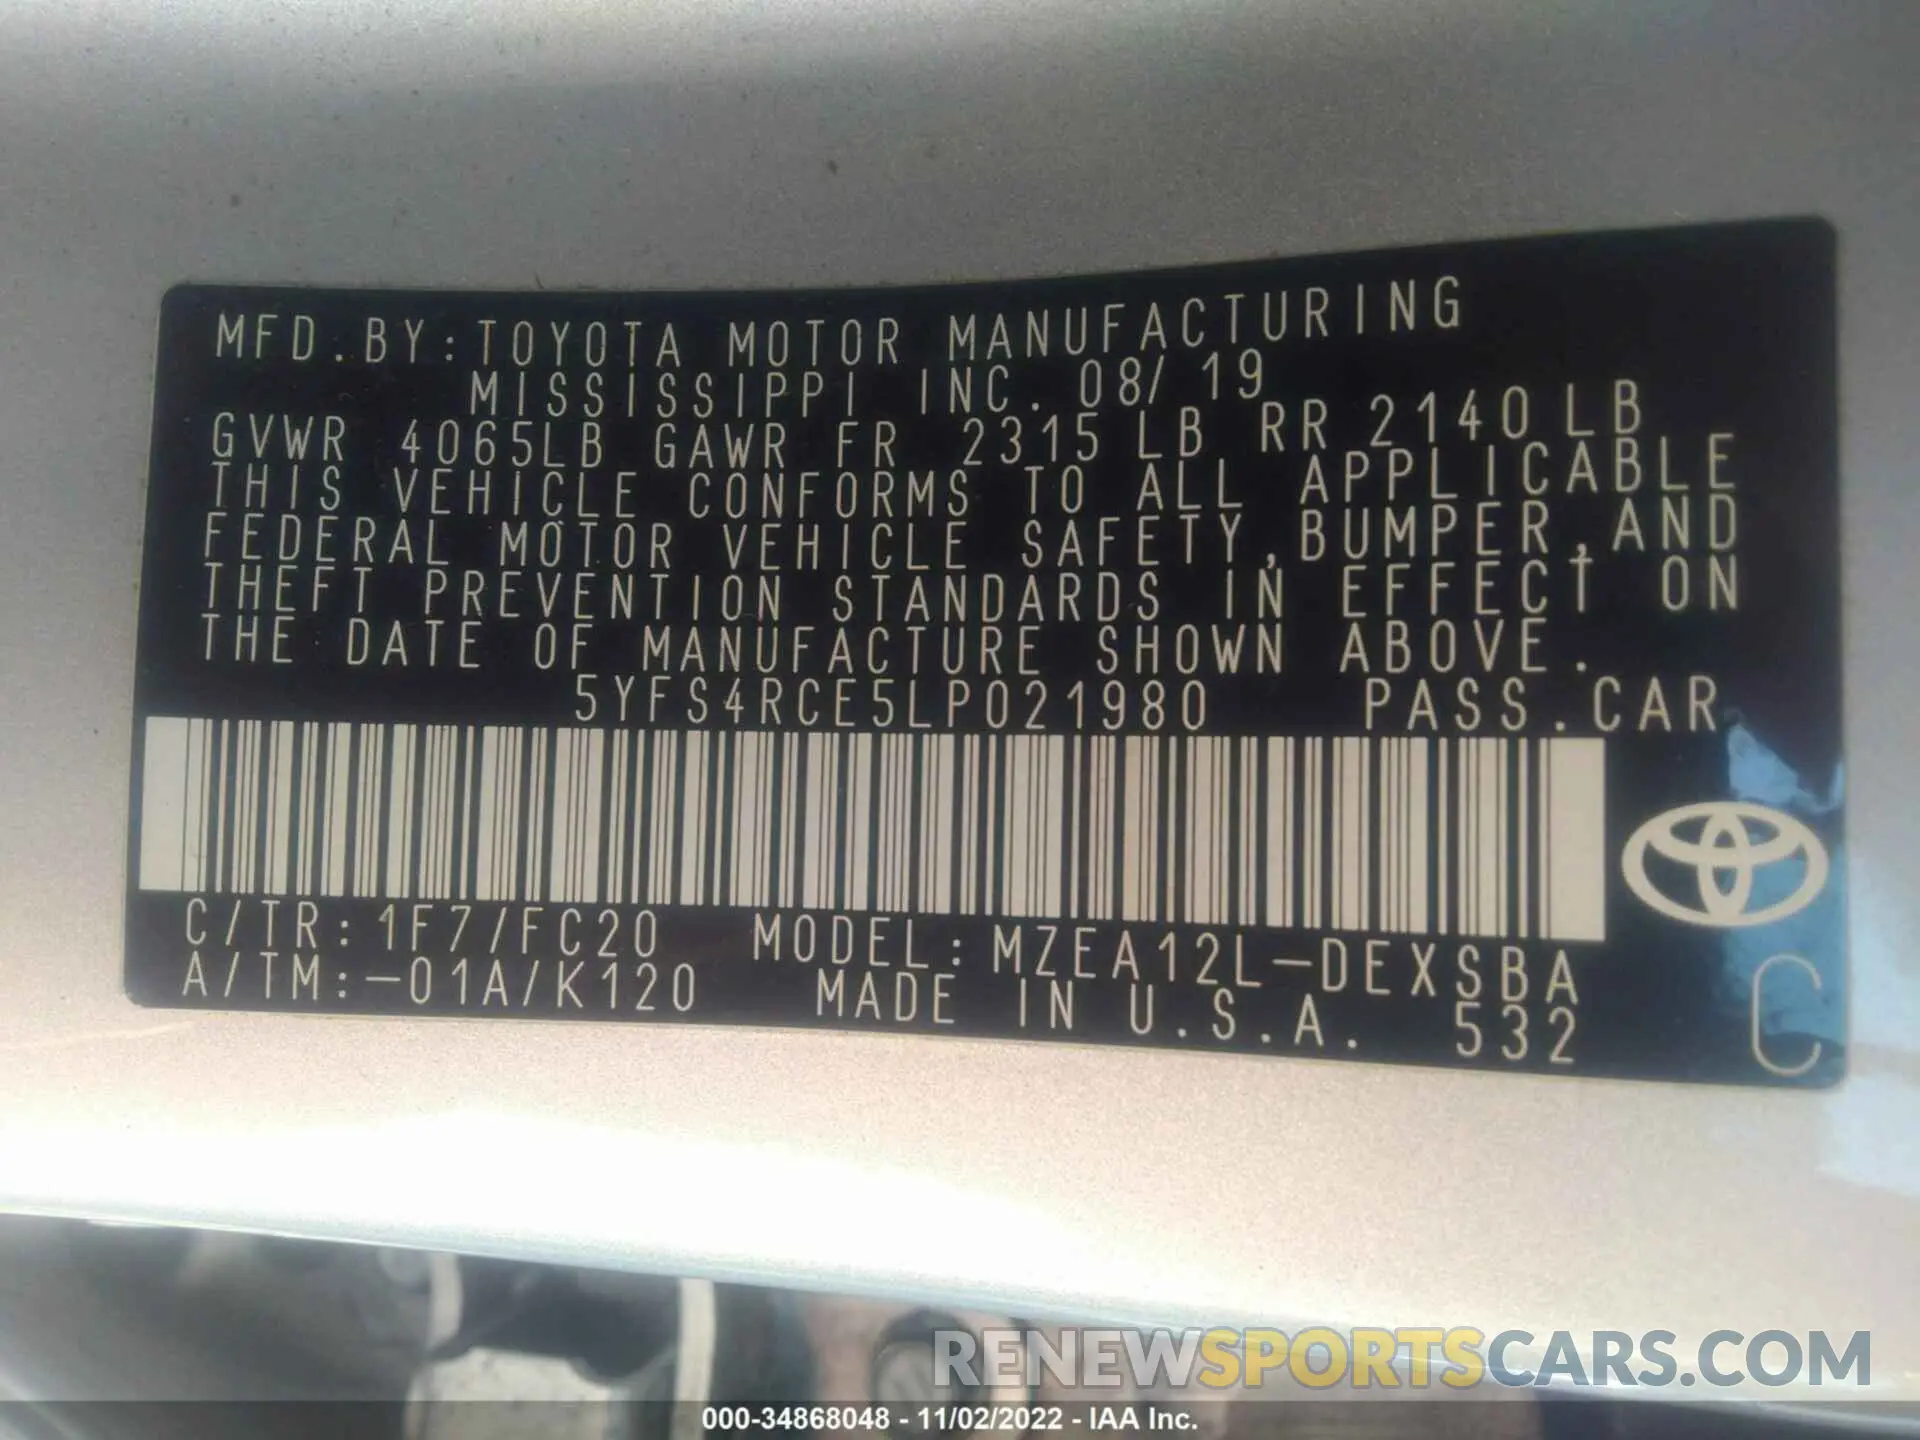 MFD.BY:TOYOTA MOTOR MANUFACTURING
MISSISSIPPI INC. 08/19
GVWR 4065LB GAWR FR 2315LB RR 2140LB
THIS VEHICLE CONFORMS TO ALL APPLICABLE
FEDERAL MOTOR VEHICLE SAFETY,BUMPER,AND
THEFT PREVENTION STANDARDS IN EFFECT ON
THE DATE OF MANUFACTURE SHOWN ABOVE.
5YFS4RCE5LP021980 PASS.CAR
C/TR:1F7/FC20 MODEL:MZEA12L-DEXSBA
A/TM:-01A/K120 MADE IN U.S.A. 532
C
RENEWSPORTSCARS.COM
000-34868048 - 11/02/2022 - IAA Inc.